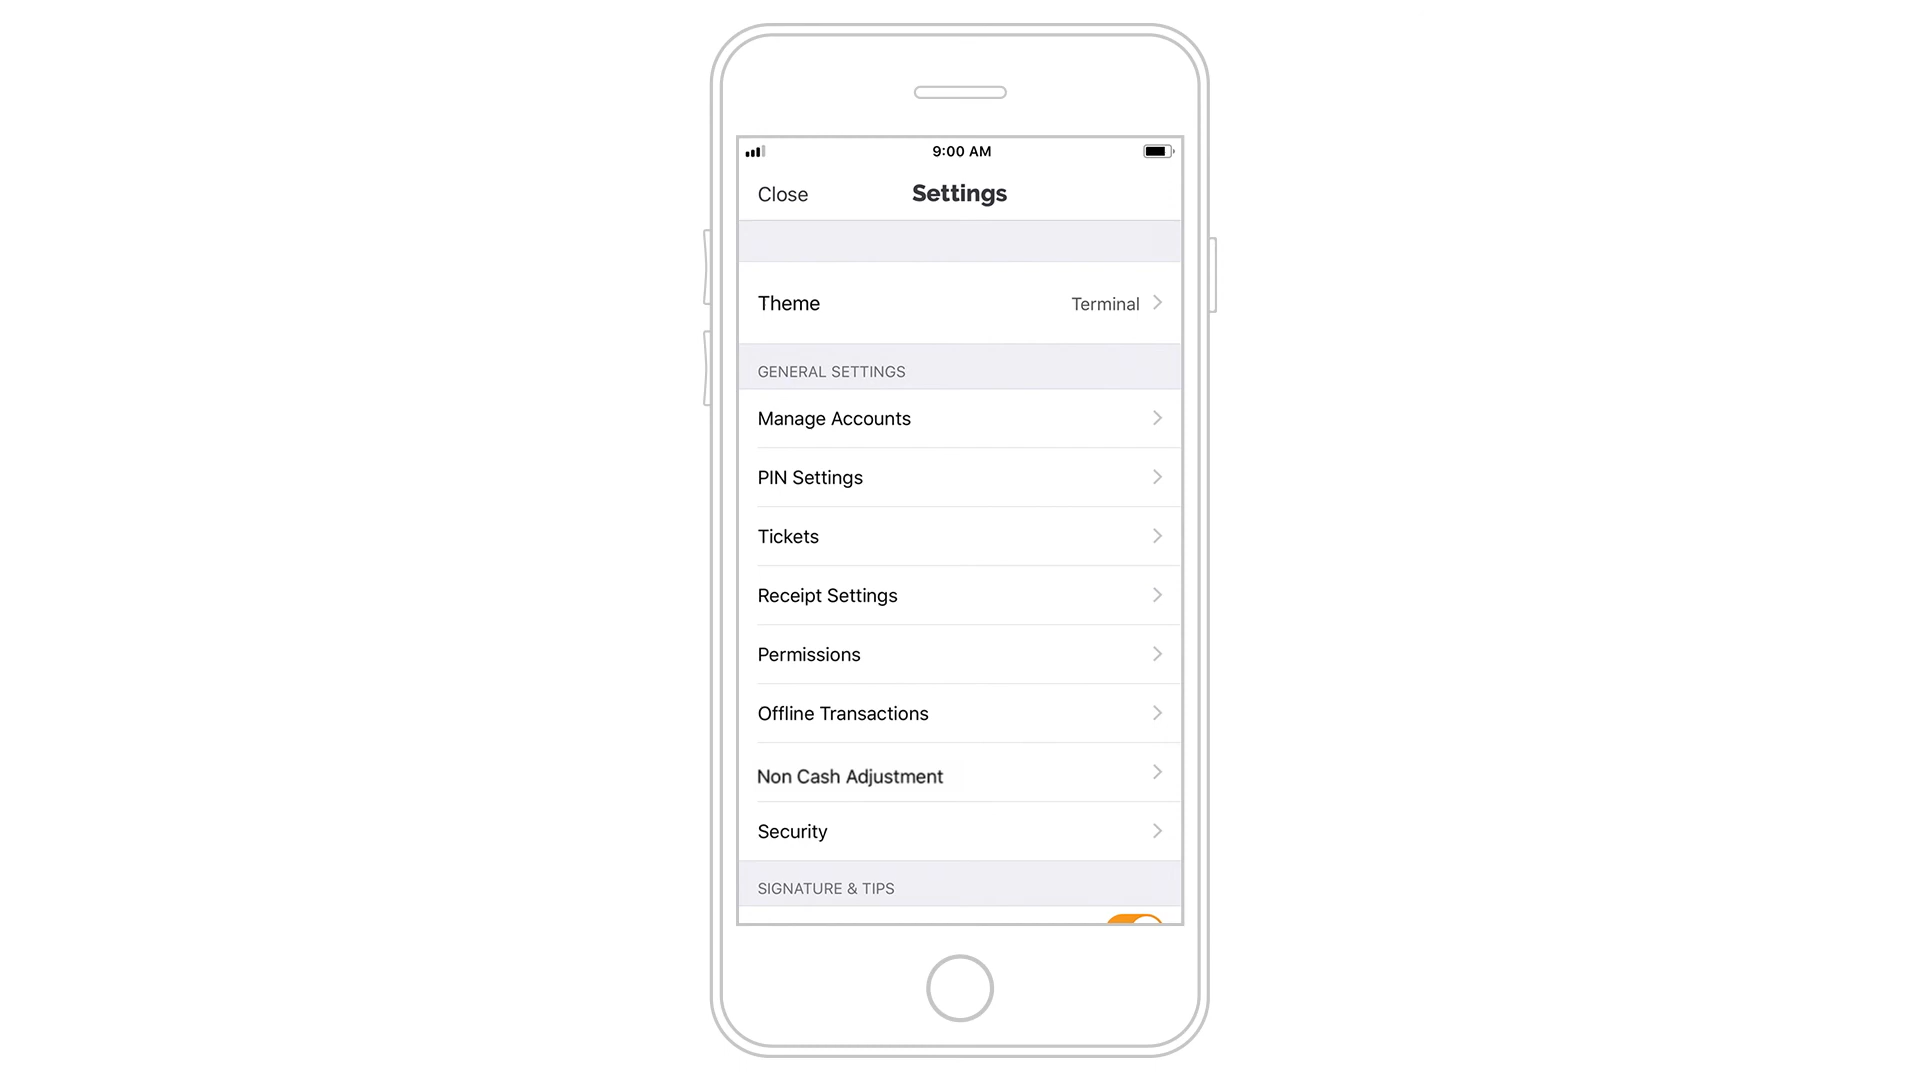 9:00 AM
Close
Settings
Theme
Terminal
GENERAL SETTINGS
Manage Accounts
PIN Settings
Tickets
Receipt Settings
Permissions
Offline Transactions
Non Cash Adjustment
Security
SIGNATURE & TIPS